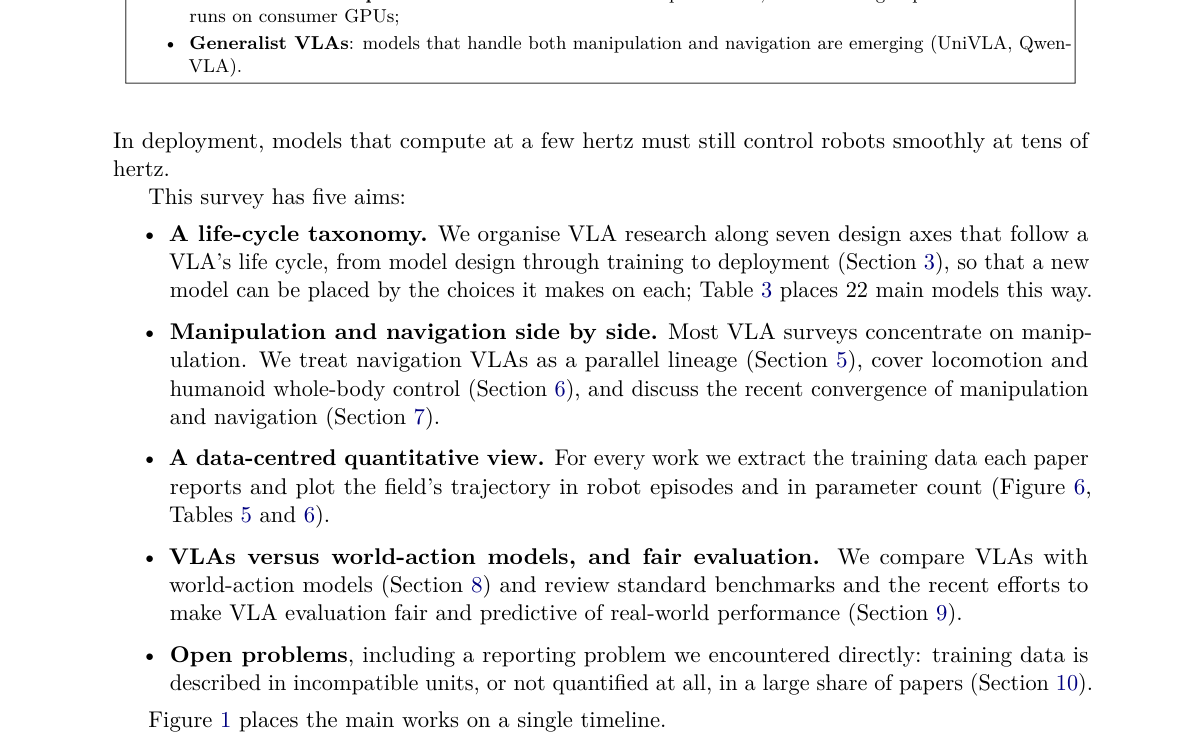 runs on consumer GPUs;
• Generalist VLAs: models that handle both manipulation and navigation are emerging (UniVLA, Qwen-
VLA).
In deployment, models that compute at a few hertz must still control robots smoothly at tens of
hertz.
This survey has five aims:
• A life-cycle taxonomy. We organise VLA research along seven design axes that follow a
VLA's life cycle, from model design through training to deployment (Section 3), so that a new
model can be placed by the choices it makes on each; Table 3 places 22 main models this way.
• Manipulation and navigation side by side. Most VLA surveys concentrate on manip-
ulation. We treat navigation VLAs as a parallel lineage (Section 5), cover locomotion and
humanoid whole-body control (Section 6), and discuss the recent convergence of manipulation
and navigation (Section 7).
• A data-centred quantitative view. For every work we extract the training data each paper
reports and plot the field's trajectory in robot episodes and in parameter count (Figure 6,
Tables 5 and 6).
• VLAs versus world-action models, and fair evaluation. We compare VLAs with
world-action models (Section 8) and review standard benchmarks and the recent efforts to
make VLA evaluation fair and predictive of real-world performance (Section 9).
• Open problems, including a reporting problem we encountered directly: training data is
described in incompatible units, or not quantified at all, in a large share of papers (Section 10).
Figure 1 places the main works on a single timeline.